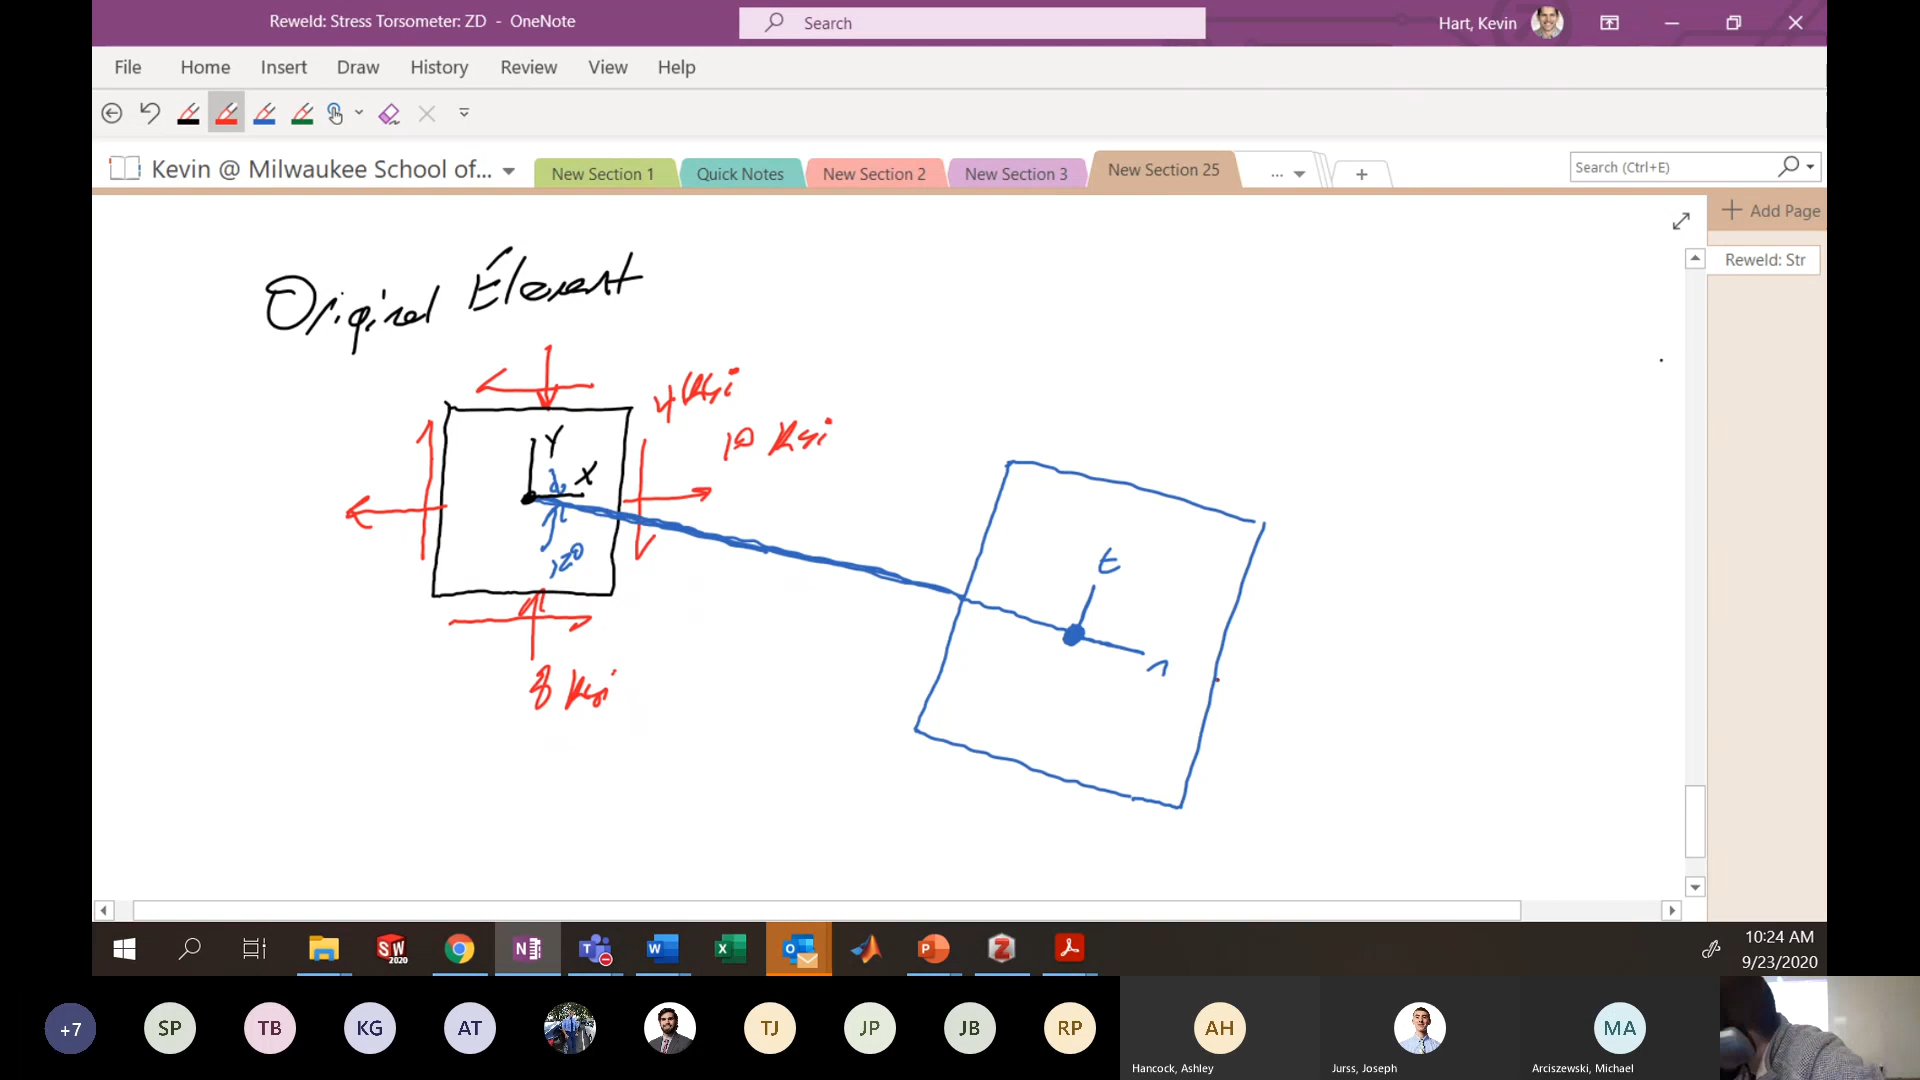 Reweld: Stress Torsometer: ZD - OneNote
Search
Hart, Kevin
File Home Insert Draw History Review View Help
Kevin @ Milwaukee School of...
New Section 1
Quick Notes
New Section 2
New Section 3
New Section 25
...
Search (Ctrl+E)
Add Page
Reweld: Str
Original Element
4 ksi
10 ksi
Y
X
t
n
8 ksi
SW
2020
10:24 AM
9/23/2020
+7
SP
TB
KG
AT
TJ
JP
JB
RP
AH
MA
Hancock, Ashley
Jurss, Joseph
Arciszewski, Michael